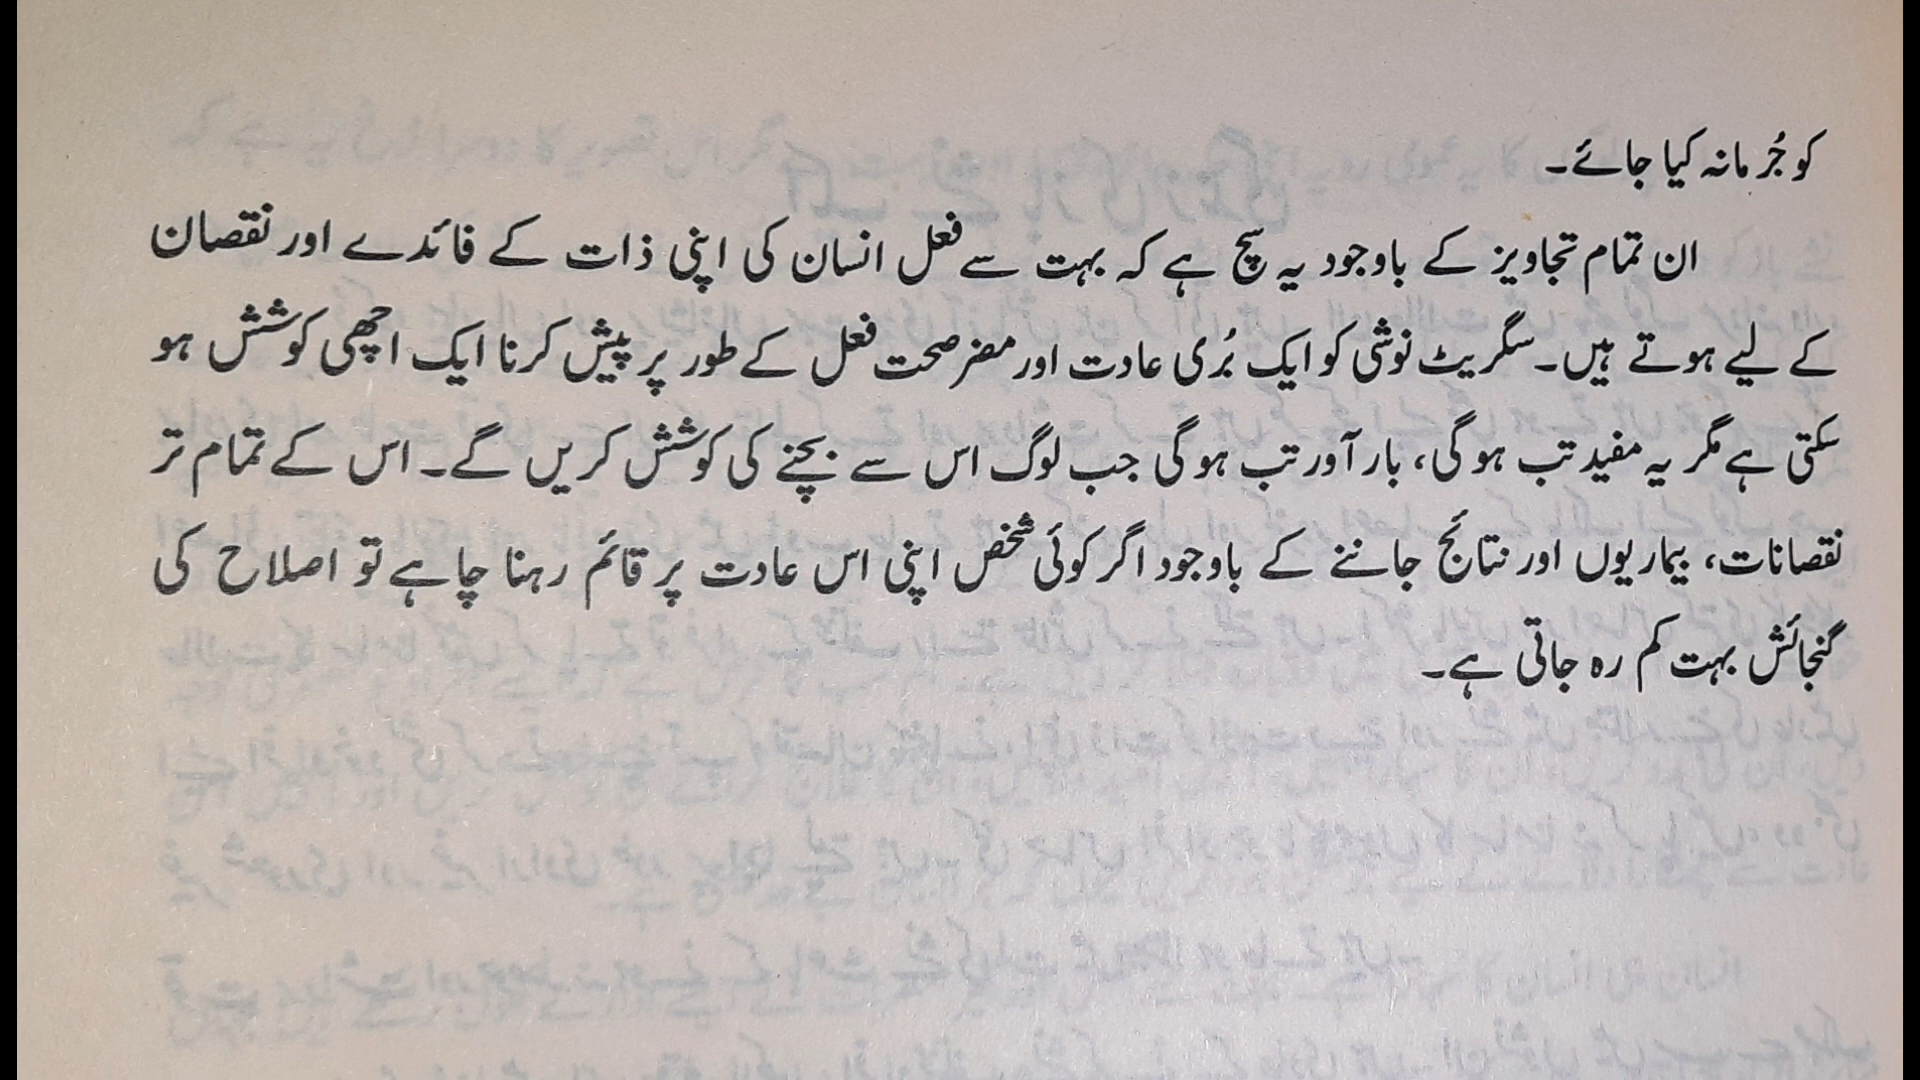 کو جُرمانہ کیا جائے۔
ان تمام تجاویز کے باوجود یہ سچ ہے کہ بہت سے فعل انسان کی اپنی ذات کے فائدے اور نقصان
کے لیے ہوتے ہیں۔ سگریٹ نوشی کو ایک بُری عادت اور مضر صحت فعل کے طور پر پیش کرنا ایک اچھی کوشش ہو
سکتی ہے مگر یہ مفید تب ہو گی، بار آور تب ہو گی جب لوگ اس سے بچنے کی کوشش کریں گے۔ اس کے تمام تر
نقصانات، بیماریوں اور نتائج جاننے کے باوجود اگر کوئی شخص اپنی اس عادت پر قائم رہنا چاہے تو اصلاح کی
گنجائش بہت کم رہ جاتی ہے۔